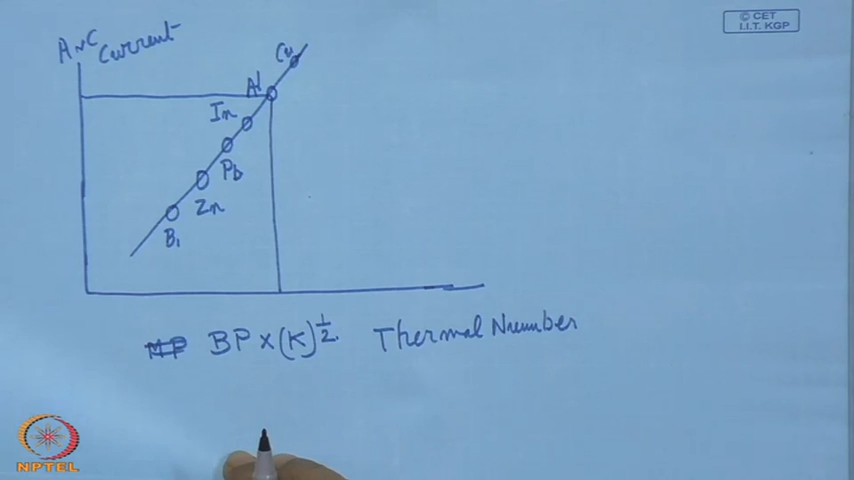 © CET
I.I.T. KGP
Arc Current
Cu
Al
In
Pb
Zn
Bi
MP BP × (K)^1/2. Thermal Number
NPTEL